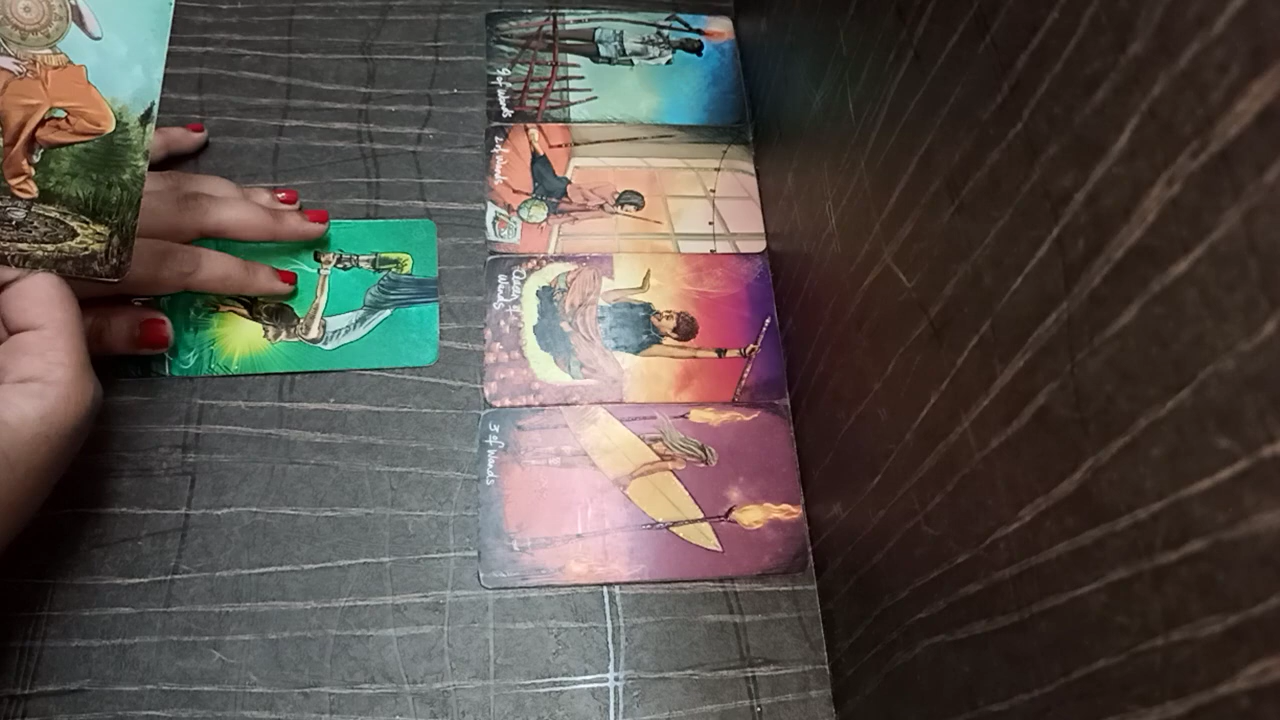 9 of Wands
2 of Wands
Queen of
Wands
3 of Wands